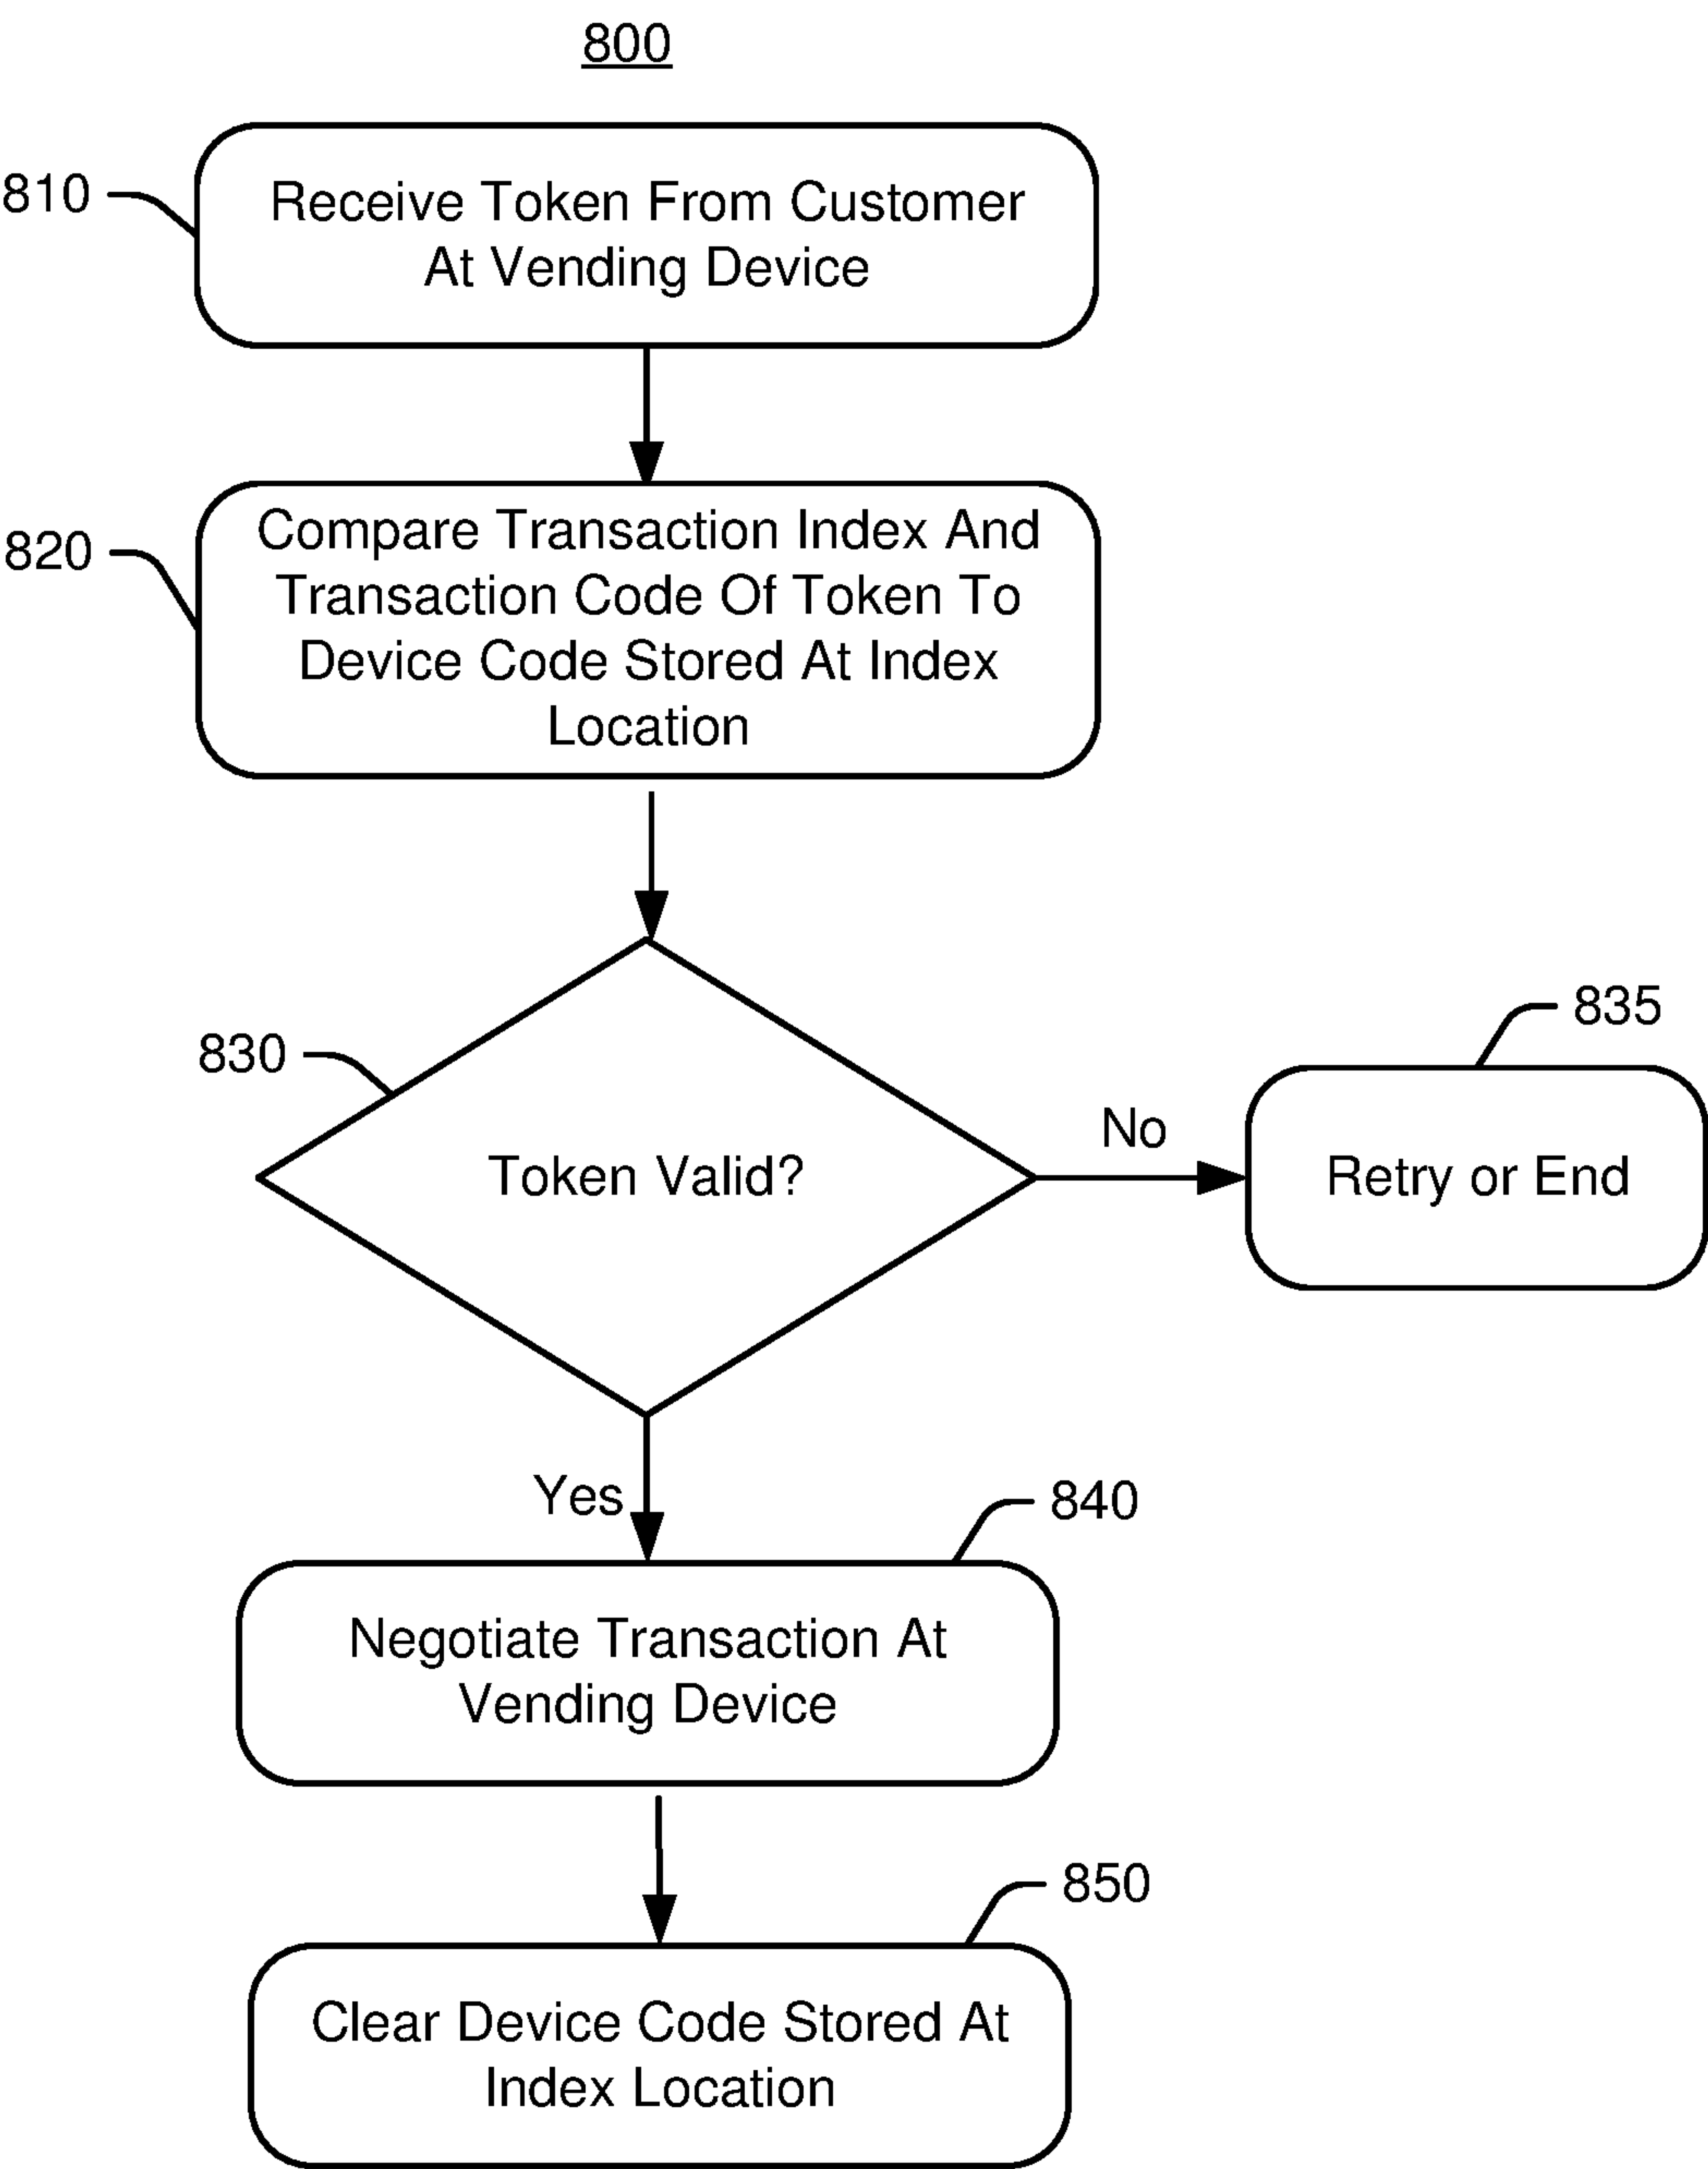 800
810
Receive Token From Customer
At Vending Device
820
Compare Transaction Index And
Transaction Code Of Token To
Device Code Stored At Index
Location
830
Token Valid?
No
835
Retry or End
Yes
840
Negotiate Transaction At
Vending Device
850
Clear Device Code Stored At
Index Location